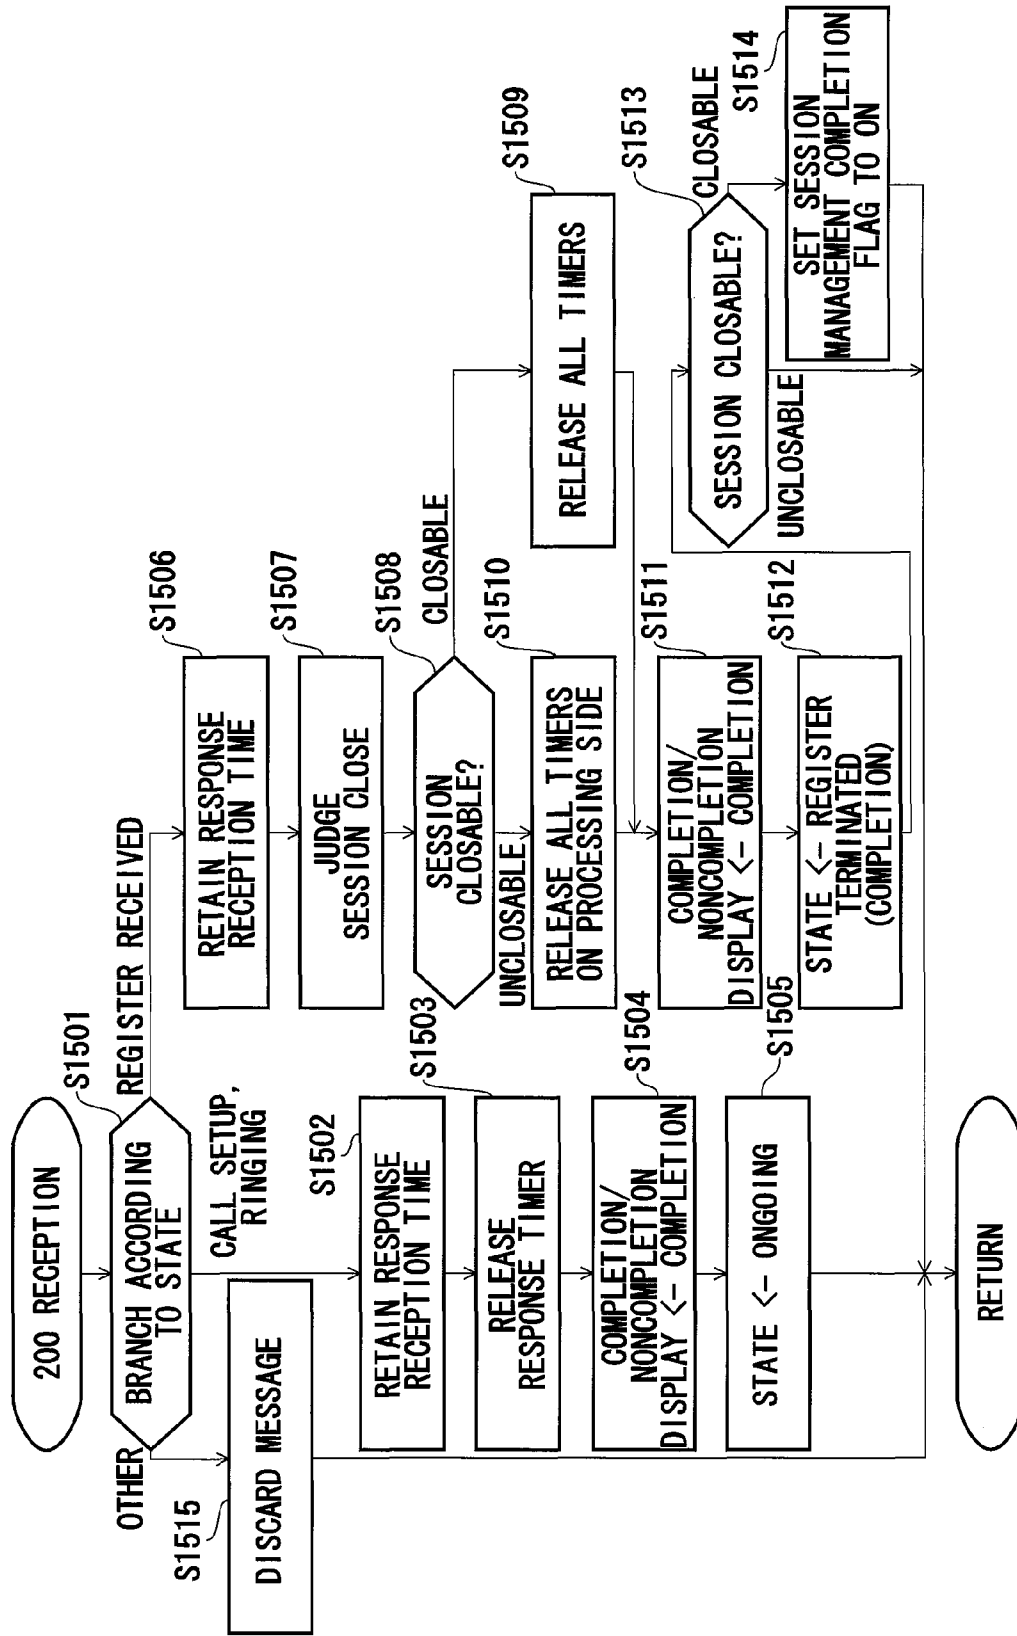 200 RECEPTION
S1501
BRANCH ACCORDING
TO STATE
OTHER
CALL SETUP,
RINGING
REGISTER RECEIVED
S1515
DISCARD MESSAGE
S1502
RETAIN RESPONSE
RECEPTION TIME
S1503
RELEASE
RESPONSE TIMER
S1504
COMPLETION/
NONCOMPLETION
DISPLAY <- COMPLETION
S1505
STATE <- ONGOING
S1506
RETAIN RESPONSE
RECEPTION TIME
S1507
JUDGE
SESSION CLOSE
S1508
SESSION
CLOSABLE?
CLOSABLE
UNCLOSABLE
S1509
RELEASE ALL TIMERS
S1510
RELEASE ALL TIMERS
ON PROCESSING SIDE
S1511
COMPLETION/
NONCOMPLETION
DISPLAY <- COMPLETION
S1512
STATE <- REGISTER
TERMINATED
(COMPLETION)
S1513
SESSION CLOSABLE?
CLOSABLE
UNCLOSABLE
S1514
SET SESSION
MANAGEMENT COMPLETION
FLAG TO ON
RETURN